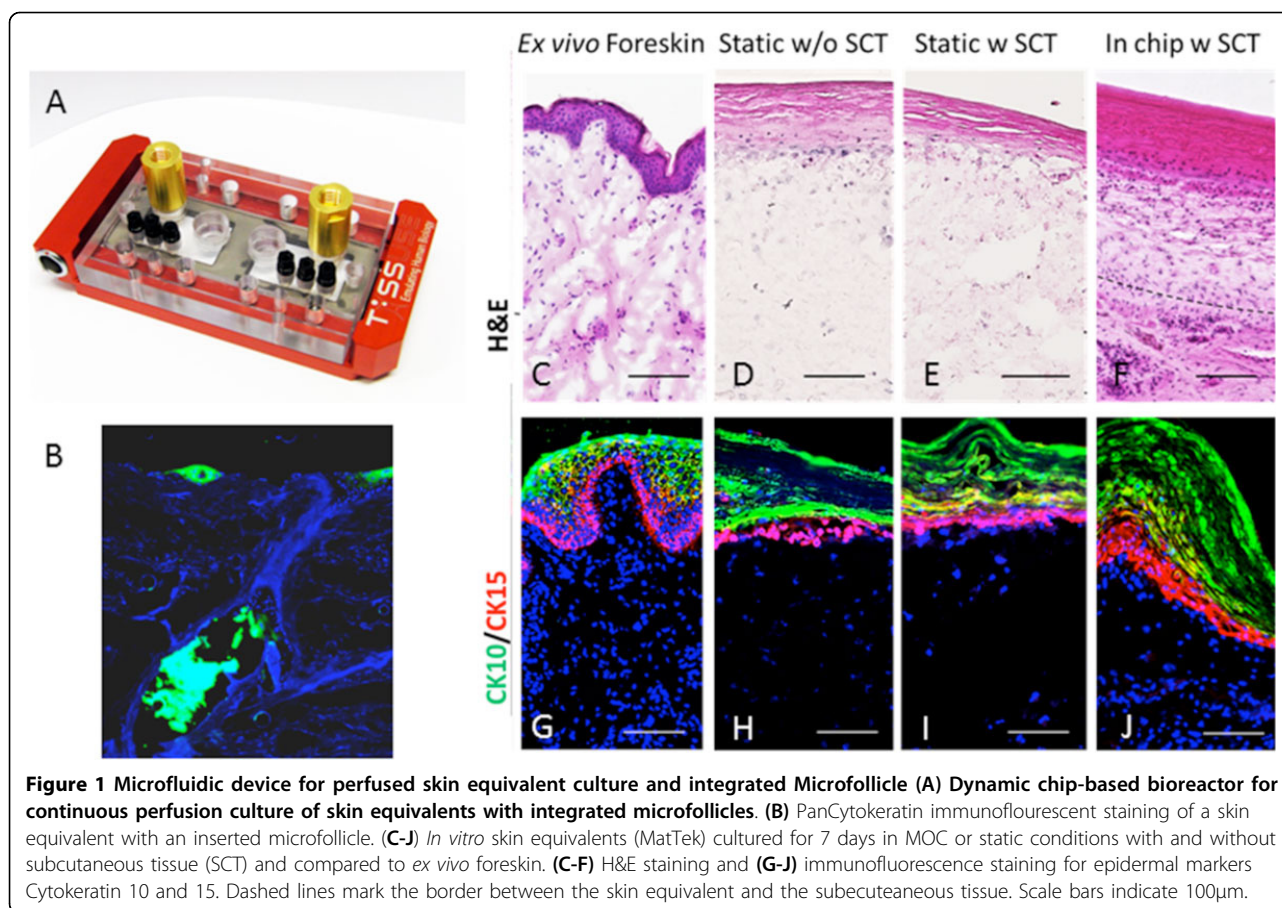 Ex vivo Foreskin Static w/o SCT Static w SCT In chip w SCT
A
TiSSUSE
Emulating Human Biology
H&E
C D E F
B
CK10/CK15
G H I J
Figure 1 Microfluidic device for perfused skin equivalent culture and integrated Microfollicle (A) Dynamic chip-based bioreactor for
continuous perfusion culture of skin equivalents with integrated microfollicles. (B) PanCytokeratin immunoflourescent staining of a skin
equivalent with an inserted microfollicle. (C-J) In vitro skin equivalents (MatTek) cultured for 7 days in MOC or static conditions with and without
subcutaneous tissue (SCT) and compared to ex vivo foreskin. (C-F) H&E staining and (G-J) immunofluorescence staining for epidermal markers
Cytokeratin 10 and 15. Dashed lines mark the border between the skin equivalent and the subecuteaneous tissue. Scale bars indicate 100μm.